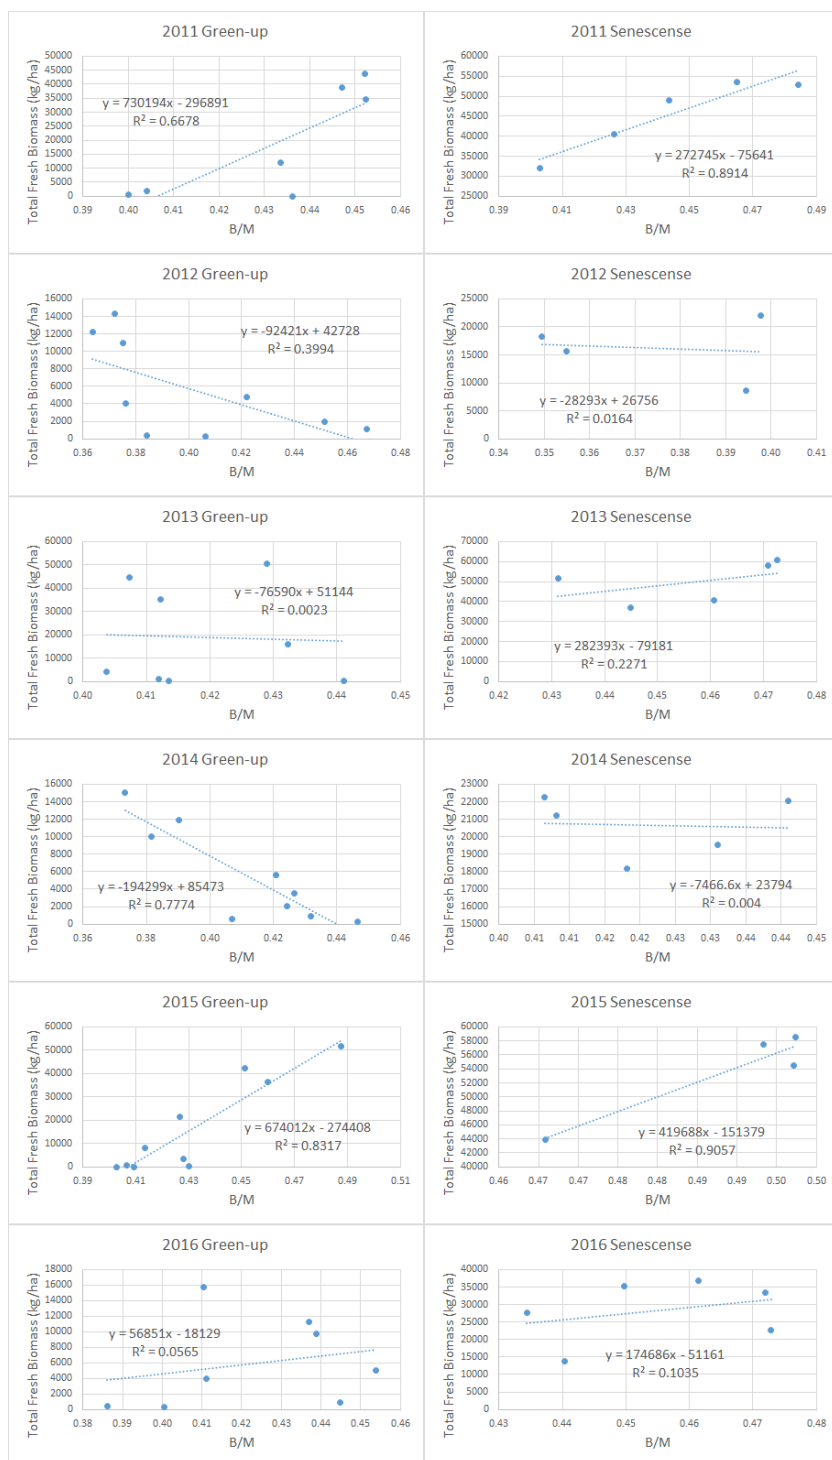 2011 Green-up
Total Fresh Biomass (kg/ha)
50000
45000
40000
35000
30000
25000
20000
15000
10000
5000
0
y = 730194x - 296891
R² = 0.6678
0.39 0.40 0.41 0.42 0.43 0.44 0.45 0.46
B/M
2011 Senescense
Total Fresh Biomass (kg/ha)
60000
55000
50000
45000
40000
35000
30000
25000
y = 272745x - 75641
R² = 0.8914
0.39 0.41 0.43 0.45 0.47 0.49
B/M
2012 Green-up
Total Fresh Biomass (kg/ha)
16000
14000
12000
10000
8000
6000
4000
2000
0
y = -92421x + 42728
R² = 0.3994
0.36 0.38 0.40 0.42 0.44 0.46 0.48
B/M
2012 Senescense
Total Fresh Biomass (kg/ha)
25000
20000
15000
10000
5000
0
y = -28293x + 26756
R² = 0.0164
0.34 0.35 0.36 0.37 0.38 0.39 0.40 0.41
B/M
2013 Green-up
Total Fresh Biomass (kg/ha)
60000
50000
40000
30000
20000
10000
0
y = -76590x + 51144
R² = 0.0023
0.40 0.41 0.42 0.43 0.44 0.45
B/M
2013 Senescense
Total Fresh Biomass (kg/ha)
70000
60000
50000
40000
30000
20000
10000
0
y = 282393x - 79181
R² = 0.2271
0.42 0.43 0.44 0.45 0.46 0.47 0.48
B/M
2014 Green-up
Total Fresh Biomass (kg/ha)
16000
14000
12000
10000
8000
6000
4000
2000
0
y = -194299x + 85473
R² = 0.7774
0.36 0.38 0.40 0.42 0.44 0.46
B/M
2014 Senescense
Total Fresh Biomass (kg/ha)
23000
22000
21000
20000
19000
18000
17000
16000
15000
y = -7466.6x + 23794
R² = 0.004
0.40 0.41 0.41 0.42 0.42 0.43 0.43 0.44 0.44 0.45
B/M
2015 Green-up
Total Fresh Biomass (kg/ha)
60000
50000
40000
30000
20000
10000
0
y = 674012x - 274408
R² = 0.8317
0.39 0.41 0.43 0.45 0.47 0.49 0.51
B/M
2015 Senescense
Total Fresh Biomass (kg/ha)
60000
58000
56000
54000
52000
50000
48000
46000
44000
42000
40000
y = 419688x - 151379
R² = 0.9057
0.47 0.47 0.48 0.48 0.49 0.49 0.50 0.50
B/M
2016 Green-up
Total Fresh Biomass (kg/ha)
18000
16000
14000
12000
10000
8000
6000
4000
2000
0
y = 56851x - 18129
R² = 0.0565
0.38 0.39 0.40 0.41 0.42 0.43 0.44 0.45 0.46
B/M
2016 Senescense
Total Fresh Biomass (kg/ha)
40000
35000
30000
25000
20000
15000
10000
5000
0
y = 174686x - 51161
R² = 0.1035
0.43 0.44 0.45 0.46 0.47 0.48
B/M